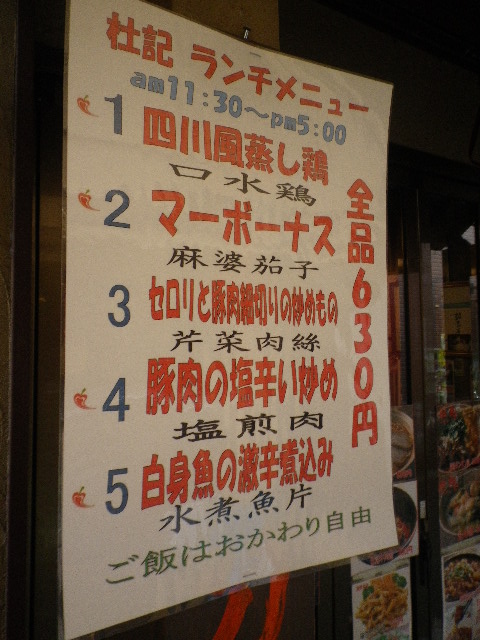 杜記 ランチメニュー
am11:30～pm5:00
1 四川風蒸し鶏
口水鶏
2 マーボーナス
麻婆茄子
3 セロリと豚肉細切りの炒めもの
芹菜肉絲
4 豚肉の塩辛い炒め
塩煎肉
5 白身魚の激辛煮込み
水煮魚片
ご飯はおかわり自由
全品630円